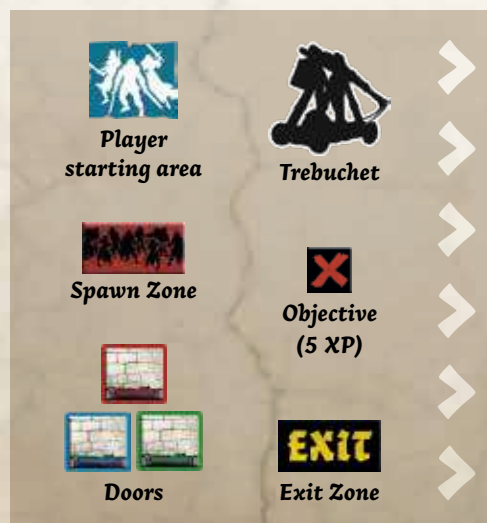 Player
starting area
Trebuchet
Spawn Zone
Objective
(5 XP)
Doors
EXIT
Exit Zone